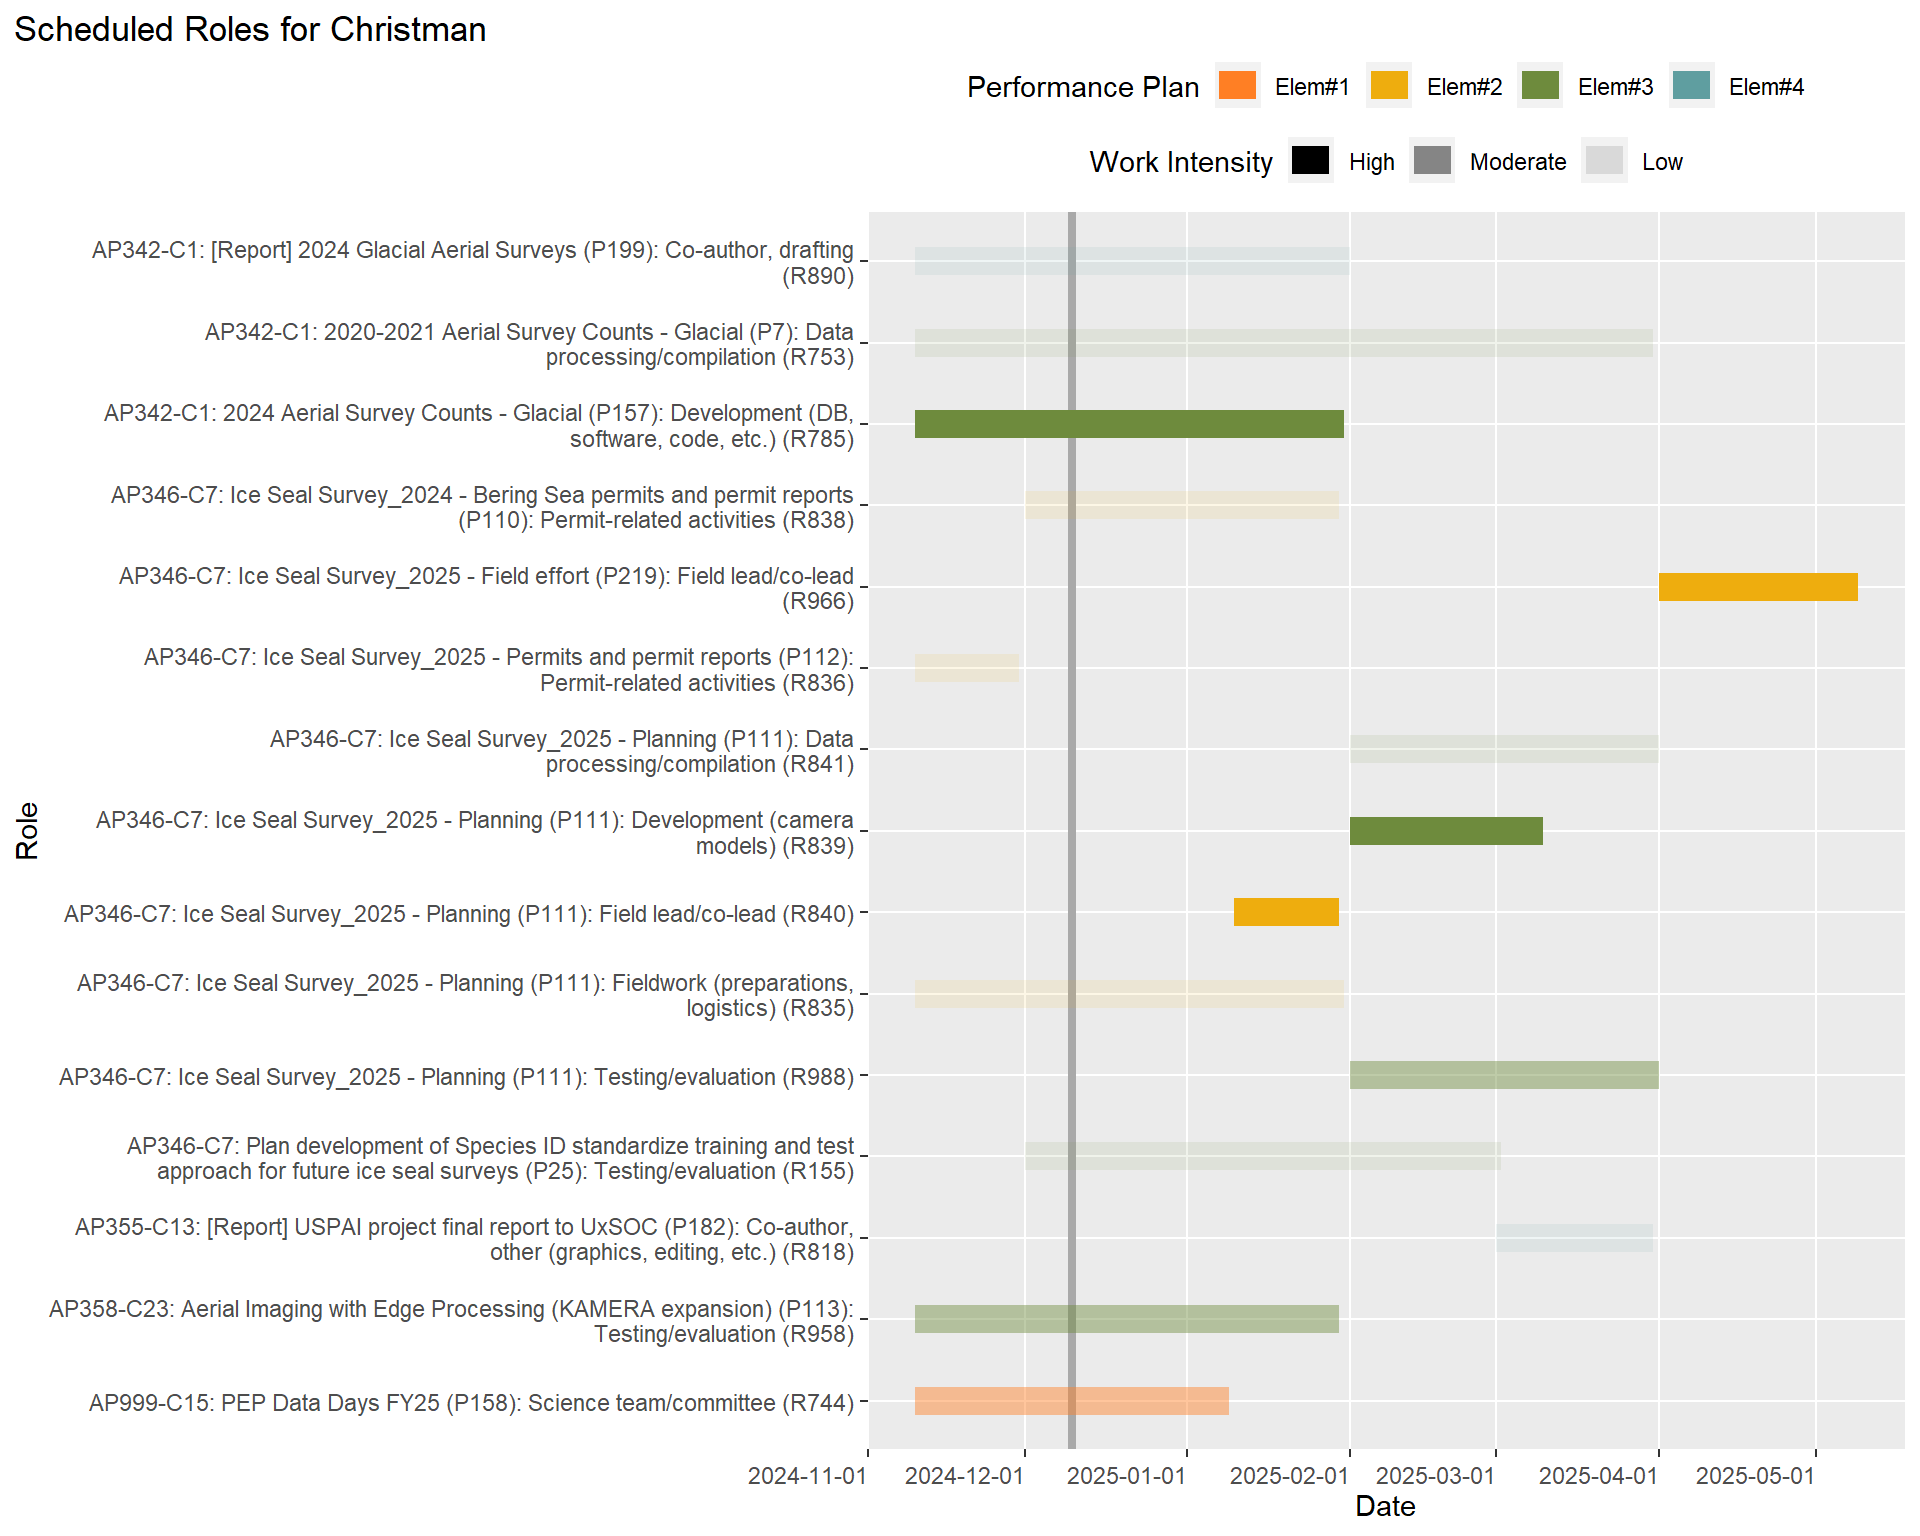 Scheduled Roles for Christman
Performance Plan Elem#1 Elem#2 Elem#3 Elem#4
Work Intensity High Moderate Low
AP342-C1: [Report] 2024 Glacial Aerial Surveys (P199): Co-author, drafting
(R890)
AP342-C1: 2020-2021 Aerial Survey Counts - Glacial (P7): Data
processing/compilation (R753)
AP342-C1: 2024 Aerial Survey Counts - Glacial (P157): Development (DB,
software, code, etc.) (R785)
AP346-C7: Ice Seal Survey_2024 - Bering Sea permits and permit reports
(P110): Permit-related activities (R838)
AP346-C7: Ice Seal Survey_2025 - Field effort (P219): Field lead/co-lead
(R966)
AP346-C7: Ice Seal Survey_2025 - Permits and permit reports (P112):
Permit-related activities (R836)
AP346-C7: Ice Seal Survey_2025 - Planning (P111): Data
processing/compilation (R841)
AP346-C7: Ice Seal Survey_2025 - Planning (P111): Development (camera
models) (R839)
AP346-C7: Ice Seal Survey_2025 - Planning (P111): Field lead/co-lead (R840)
AP346-C7: Ice Seal Survey_2025 - Planning (P111): Fieldwork (preparations,
logistics) (R835)
AP346-C7: Ice Seal Survey_2025 - Planning (P111): Testing/evaluation (R988)
AP346-C7: Plan development of Species ID standardize training and test
approach for future ice seal surveys (P25): Testing/evaluation (R155)
AP355-C13: [Report] USPAI project final report to UxSOC (P182): Co-author,
other (graphics, editing, etc.) (R818)
AP358-C23: Aerial Imaging with Edge Processing (KAMERA expansion) (P113):
Testing/evaluation (R958)
AP999-C15: PEP Data Days FY25 (P158): Science team/committee (R744)
Role
2024-11-01 2024-12-01 2025-01-01 2025-02-01 2025-03-01 2025-04-01 2025-05-01
Date